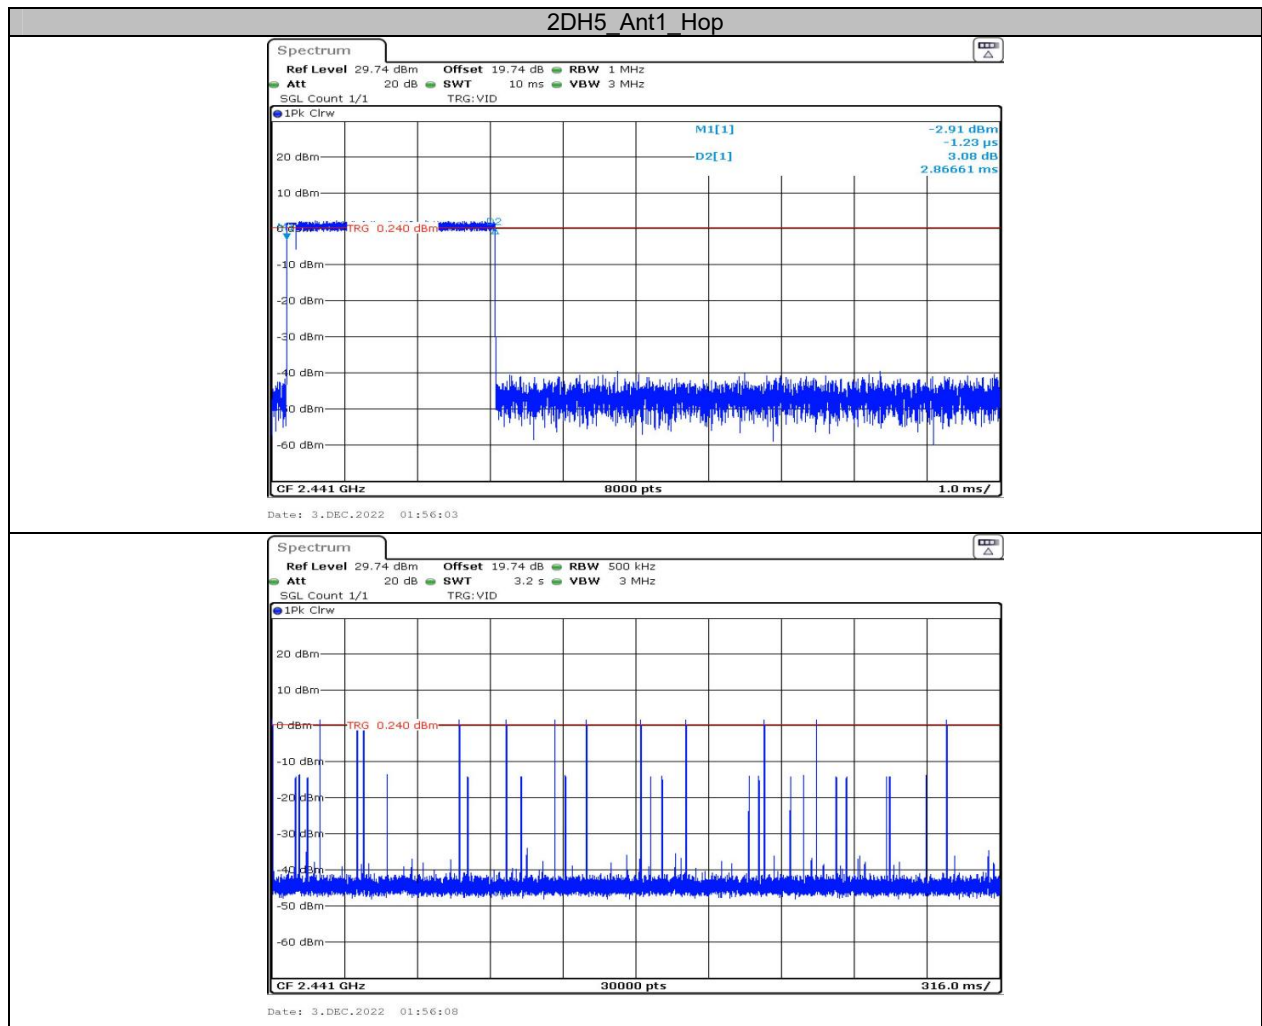 2DH5_Ant1_Hop
Spectrum
Ref Level 29.74 dBm Offset 19.74 dB RBW 1 MHz
Att 20 dB SWT 10 ms VBW 3 MHz
SGL Count 1/1 TRG:VID
1Pk Clrw
M1[1] -2.91 dBm
-1.23 µs
20 dBm D2[1] 3.08 dB
2.86661 ms
10 dBm
D2
TRG 0.240 dBm
-10 dBm
-20 dBm
-30 dBm
-40 dBm
-50 dBm
-60 dBm
CF 2.441 GHz 8000 pts 1.0 ms/
Date: 3.DEC.2022 01:56:03
Spectrum
Ref Level 29.74 dBm Offset 19.74 dB RBW 500 kHz
Att 20 dB SWT 3.2 s VBW 3 MHz
SGL Count 1/1 TRG:VID
1Pk Clrw
20 dBm
10 dBm
0 dBm TRG 0.240 dBm
-10 dBm
-20 dBm
-30 dBm
-40 dBm
-50 dBm
-60 dBm
CF 2.441 GHz 30000 pts 316.0 ms/
Date: 3.DEC.2022 01:56:08